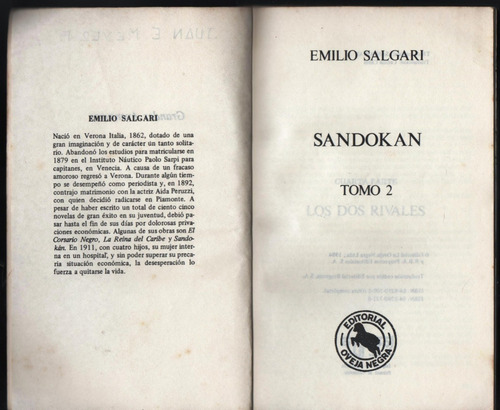 JUAN E
EMILIO SALGARI
Nació en Verona Italia, 1862, dotado de una
gran imaginación y de carácter un tanto solita-
rio. Abandonó los estudios para matricularse en
1879 en el Instituto Náutico Paolo Sarpi para
capitanes, en Venecia. A causa de un fracaso
amoroso regresó a Verona. Durante algún tiem-
po se desempeñó como periodista y, en 1892,
contrajo matrimonio con la actriz Aida Peruzzi,
con quien decidió radicarse en Piamonte. A
pesar de haber escrito un total de ciento cinco
novelas de gran éxito en su juventud, debió pa-
sar hasta el fin de sus días por dolorosas priva-
ciones económicas. Algunas de sus obras son El
Corsario Negro, La Reina del Caribe y Sando-
kán. En 1911, con cuatro hijos, su mujer inter-
na en un hospital, y sin poder superar su preca-
ria situación económica, la desesperación lo
fuerza a quitarse la vida.
EMILIO SALGARI
SANDOKAN
TOMO 2
LOS DOS RIVALES
EDITORIAL
OVEJA NEGRA